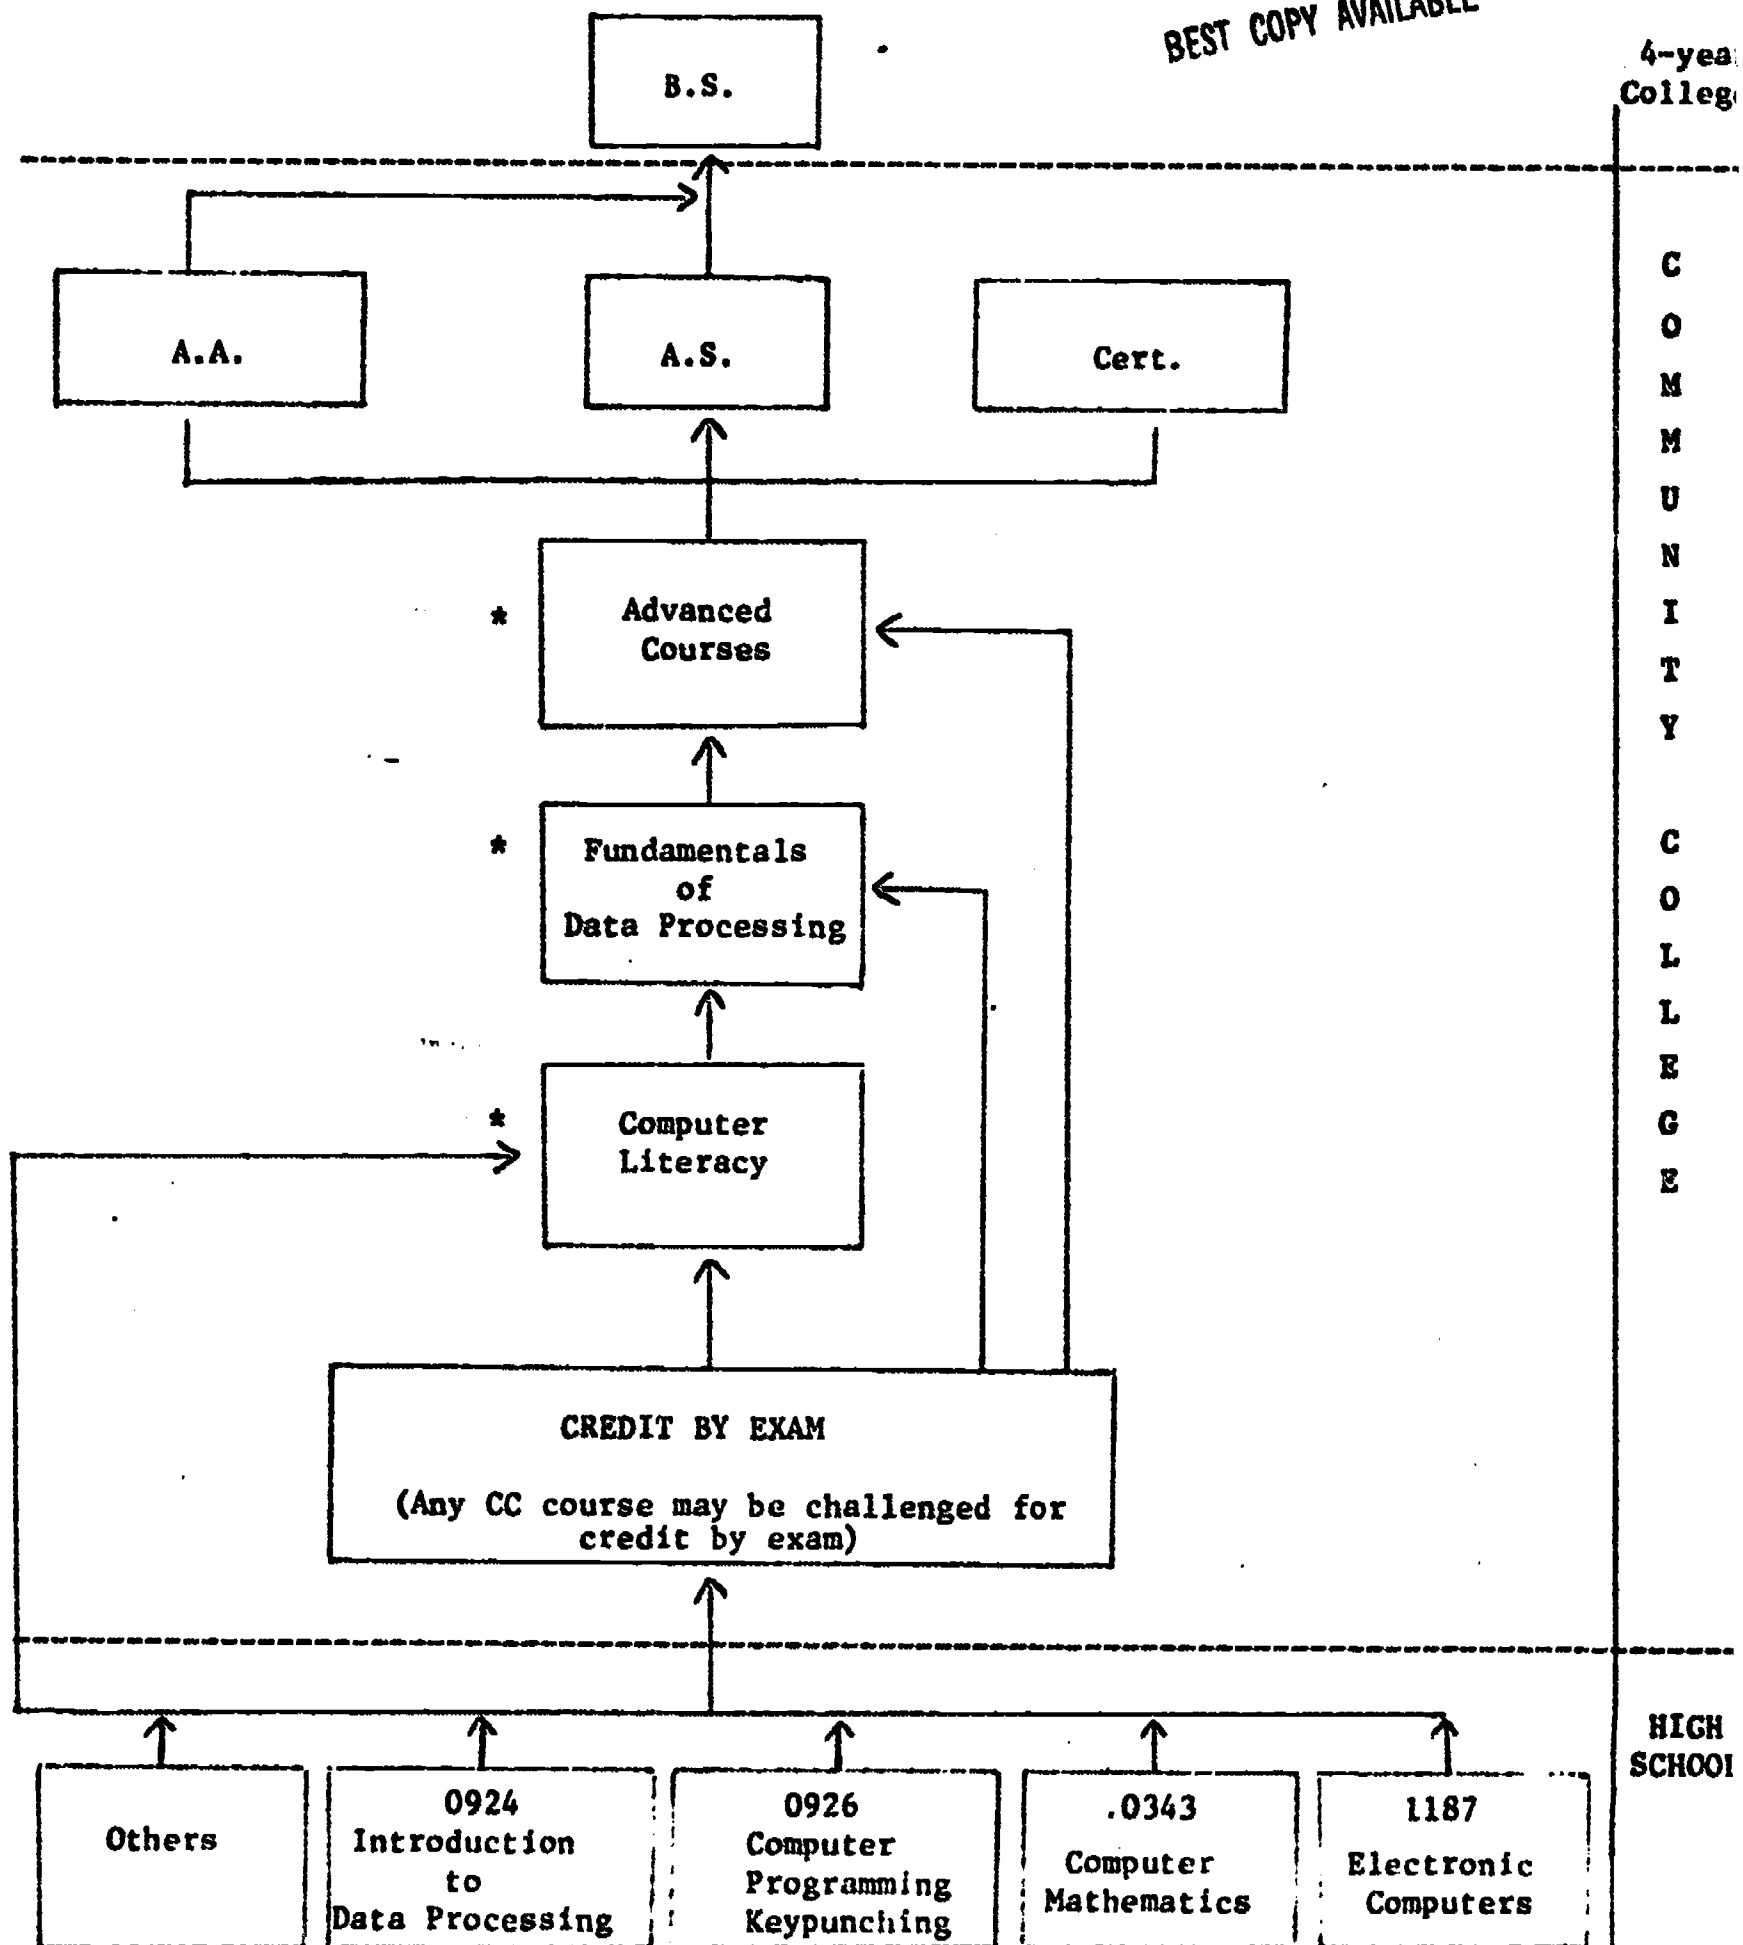 BEST COPY AVAILABLE
B.S.
A.A.
A.S.
Cert.
*
Advanced
Courses
*
Fundamentals
of
Data Processing
*
Computer
Literacy
CREDIT BY EXAM
(Any CC course may be challenged for
credit by exam)
Others
0924
Introduction
to
Data Processing
0926
Computer
Programming
Keypunching
.0343
Computer
Mathematics
1187
Electronic
Computers
4-yea
Colleg
C
O
M
M
U
N
I
T
Y
C
O
L
L
E
G
E
HIGH
SCHOOL